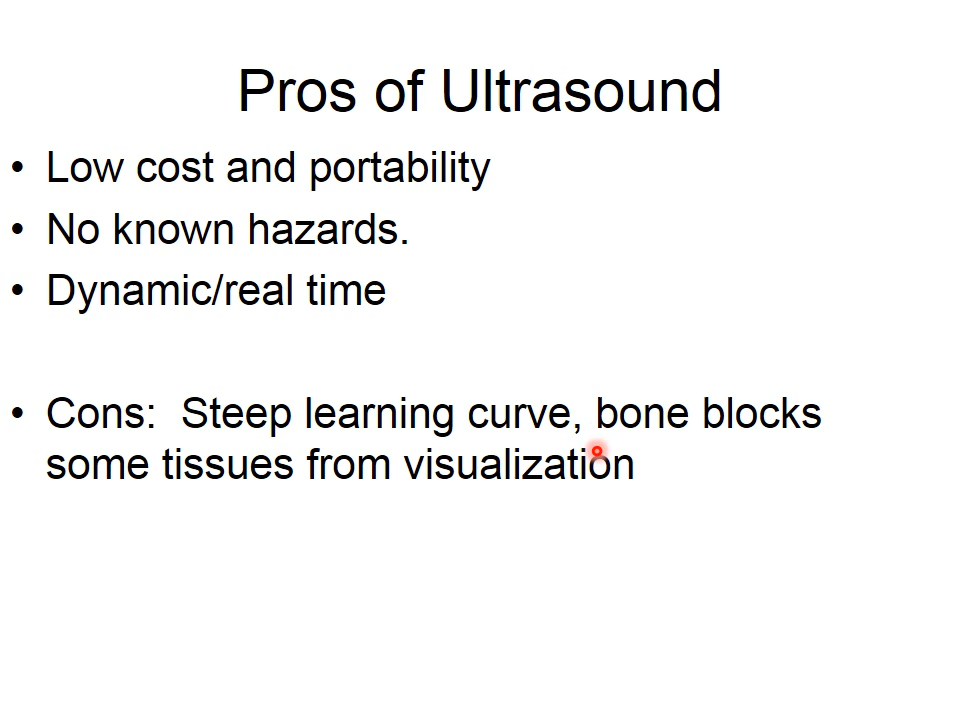 Pros of Ultrasound
• Low cost and portability
• No known hazards.
• Dynamic/real time
• Cons:  Steep learning curve, bone blocks
some tissues from visualization